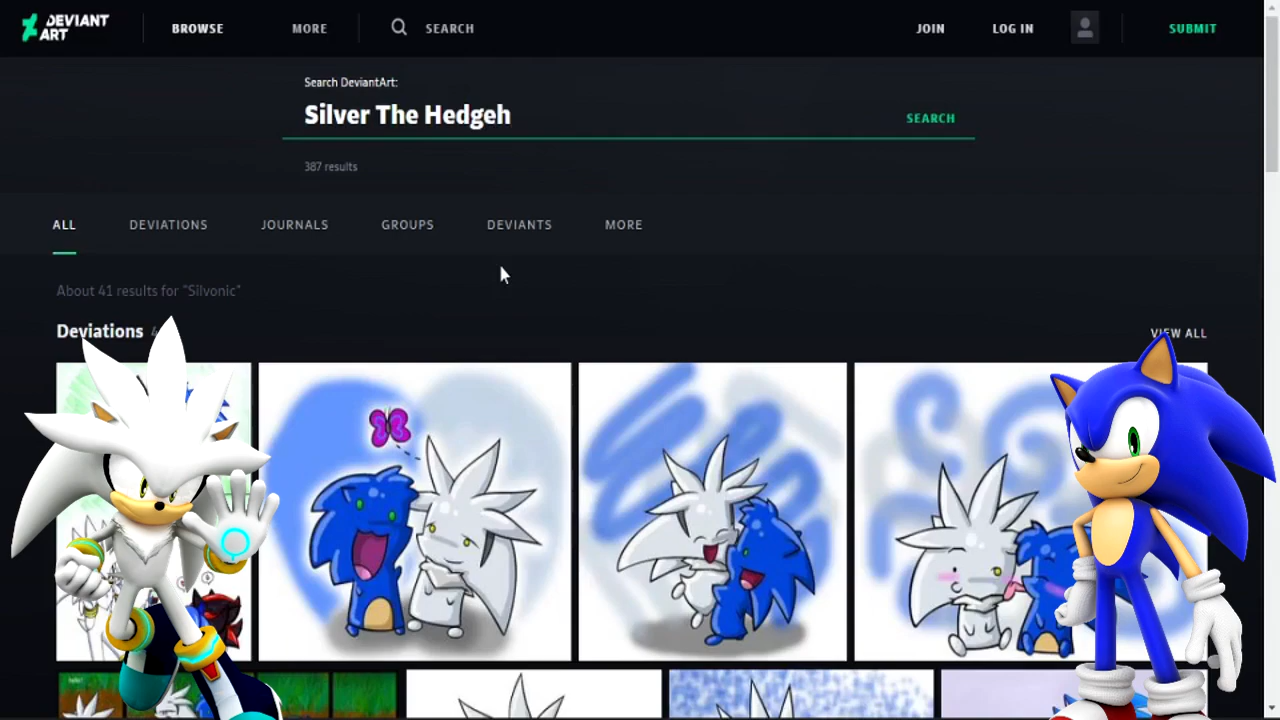 DEVIANT ART
BROWSE MORE SEARCH JOIN LOG IN SUBMIT
Search DeviantArt:
Silver The Hedgeh
SEARCH
387 results
ALL DEVIATIONS JOURNALS GROUPS DEVIANTS MORE
About 41 results for "Silvonic"
Deviations
VIEW ALL